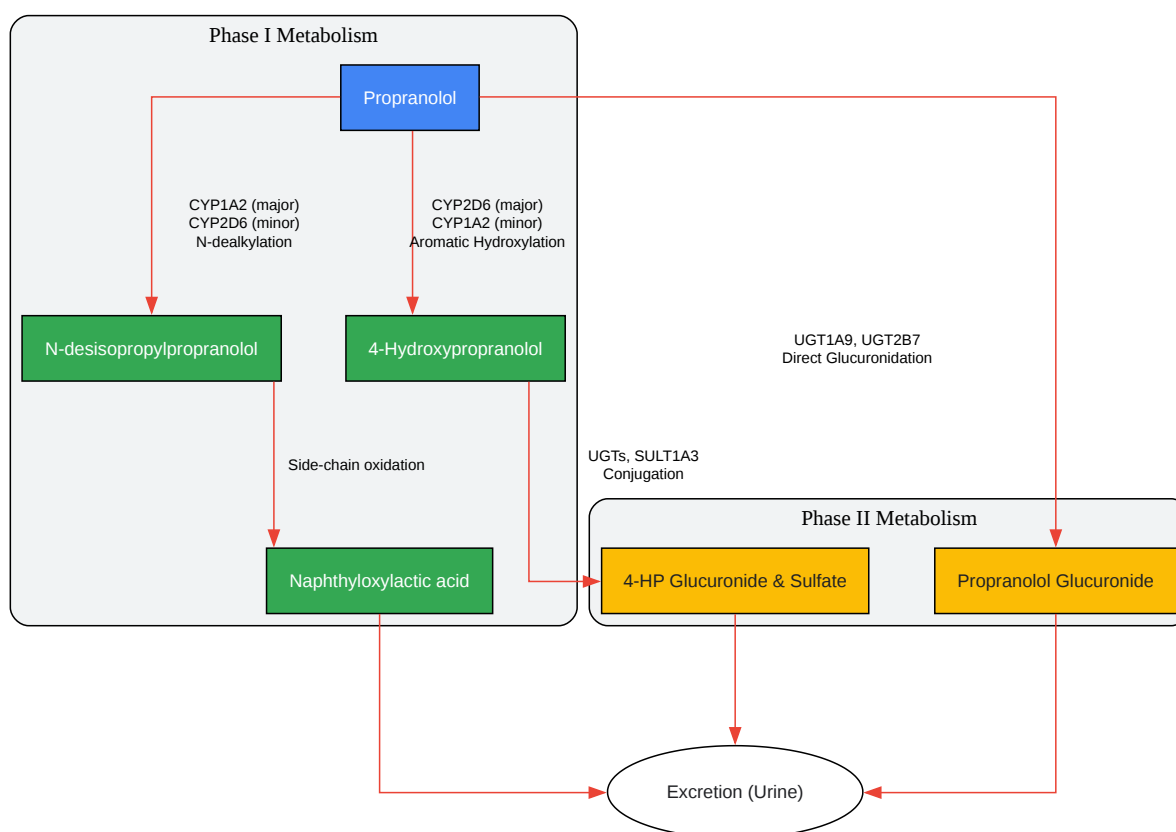 Phase I Metabolism
Propranolol
CYP1A2 (major)
CYP2D6 (minor)
N-dealkylation
CYP2D6 (major)
CYP1A2 (minor)
Aromatic Hydroxylation
N-desisopropylpropranolol
4-Hydroxypropranolol
UGT1A9, UGT2B7
Direct Glucuronidation
Side-chain oxidation
UGTs, SULT1A3
Conjugation
Phase II Metabolism
Naphthyloxylactic acid
4-HP Glucuronide & Sulfate
Propranolol Glucuronide
Excretion (Urine)